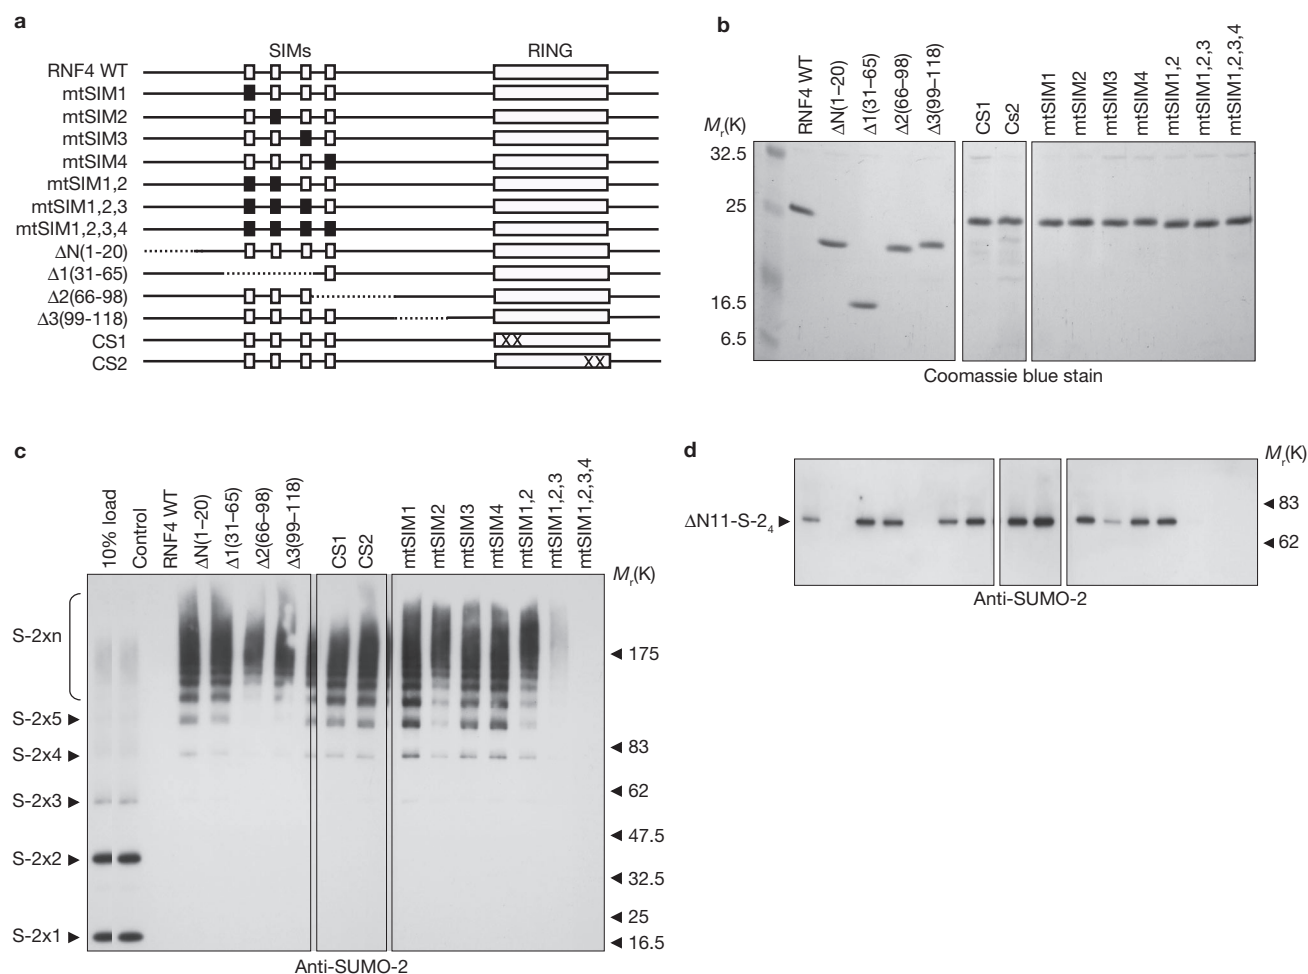 a
SIMs
RING
RNF4 WT
mtSIM1
mtSIM2
mtSIM3
mtSIM4
mtSIM1,2
mtSIM1,2,3
mtSIM1,2,3,4
ΔN(1–20)
Δ1(31–65)
Δ2(66–98)
Δ3(99–118)
CS1
XX
CS2
XX
b
RNF4 WT
ΔN(1–20)
Δ1(31–65)
Δ2(66–98)
Δ3(99–118)
CS1
Cs2
mtSIM1
mtSIM2
mtSIM3
mtSIM4
mtSIM1,2
mtSIM1,2,3
mtSIM1,2,3,4
Mr(K)
32.5
25
16.5
6.5
Coomassie blue stain
c
10% load
Control
RNF4 WT
ΔN(1–20)
Δ1(31–65)
Δ2(66–98)
Δ3(99–118)
CS1
CS2
mtSIM1
mtSIM2
mtSIM3
mtSIM4
mtSIM1,2
mtSIM1,2,3
mtSIM1,2,3,4
Mr(K)
S-2xn
S-2x5
S-2x4
S-2x3
S-2x2
S-2x1
175
83
62
47.5
32.5
25
16.5
Anti-SUMO-2
d
Mr(K)
ΔN11-S-2₄
83
62
Anti-SUMO-2